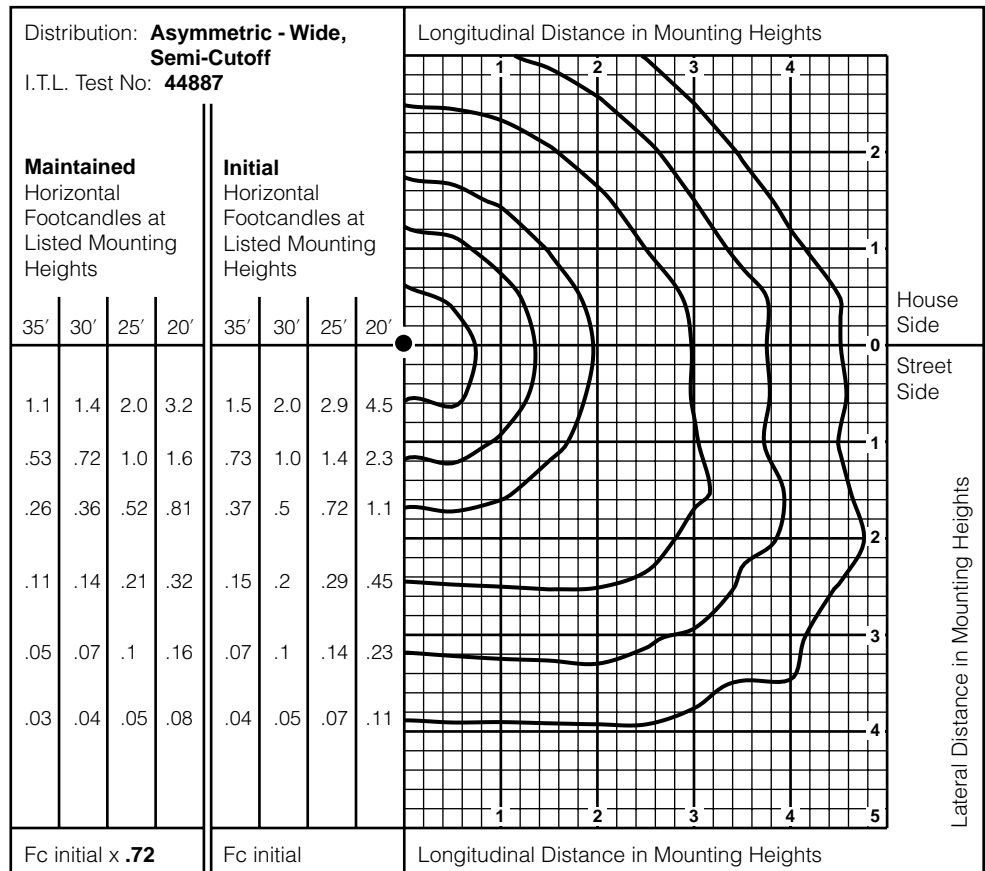 Distribution: Asymmetric - Wide,
Semi-Cutoff
I.T.L. Test No: 44887
Maintained
Horizontal
Footcandles at
Listed Mounting
Heights
Initial
Horizontal
Footcandles at
Listed Mounting
Heights
35′ 30′ 25′ 20′ 35′ 30′ 25′ 20′
1.1 1.4 2.0 3.2 1.5 2.0 2.9 4.5
.53 .72 1.0 1.6 .73 1.0 1.4 2.3
.26 .36 .52 .81 .37 .5 .72 1.1
.11 .14 .21 .32 .15 .2 .29 .45
.05 .07 .1 .16 .07 .1 .14 .23
.03 .04 .05 .08 .04 .05 .07 .11
Fc initial x .72
Fc initial
Longitudinal Distance in Mounting Heights
1 2 3 4
2
1
0
1
2
3
4
1 2 3 4 5
House
Side
Street
Side
Lateral Distance in Mounting Heights
Longitudinal Distance in Mounting Heights